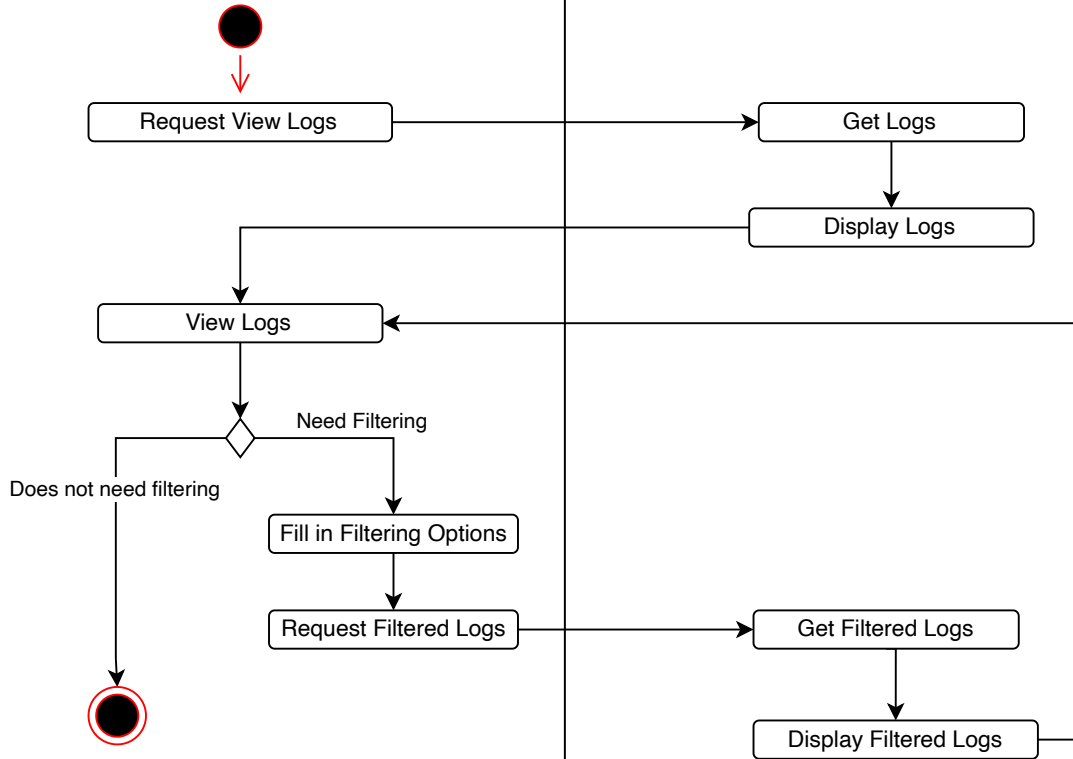 Request View Logs
Get Logs
Display Logs
View Logs
Need Filtering
Does not need filtering
Fill in Filtering Options
Request Filtered Logs
Get Filtered Logs
Display Filtered Logs